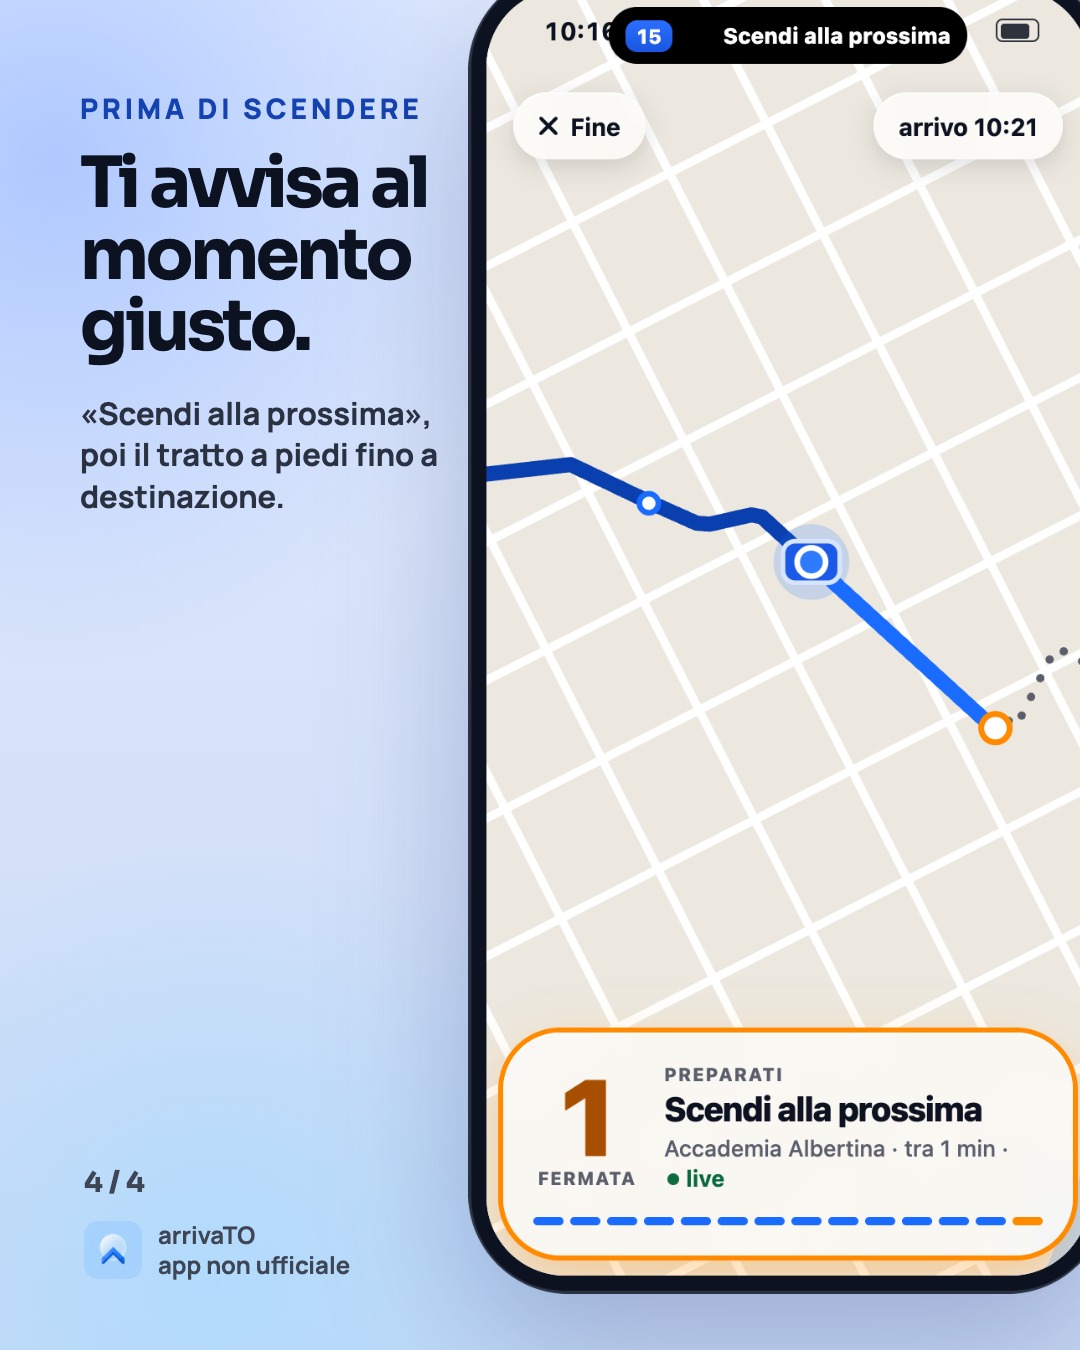 PRIMA DI SCENDERE
Ti avvisa al
momento
giusto.
«Scendi alla prossima»,
poi il tratto a piedi fino a
destinazione.
4 / 4
arrivaTO
app non ufficiale
10:16
15 Scendi alla prossima
Fine
arrivo 10:21
1
FERMATA
PREPARATI
Scendi alla prossima
Accademia Albertina · tra 1 min ·
live